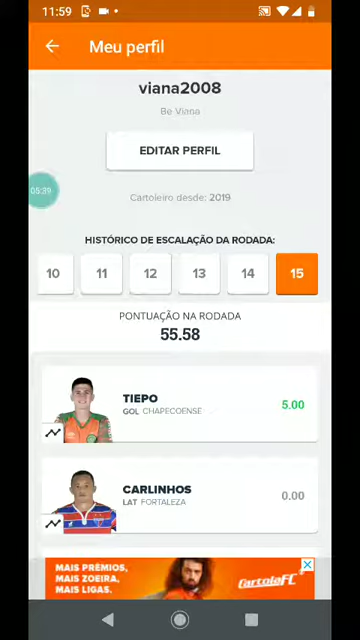 11:59
Meu perfil
viana2008
Be Viana
EDITAR PERFIL
05:39
Cartoleiro desde: 2019
HISTÓRICO DE ESCALAÇÃO DA RODADA:
10 11 12 13 14 15
PONTUAÇÃO NA RODADA
55.58
TIEPO
GOL CHAPECOENSE
5.00
CARLINHOS
LAT FORTALEZA
0.00
MAIS PRÊMIOS,
MAIS ZOEIRA,
MAIS LIGAS.
CartolaFC